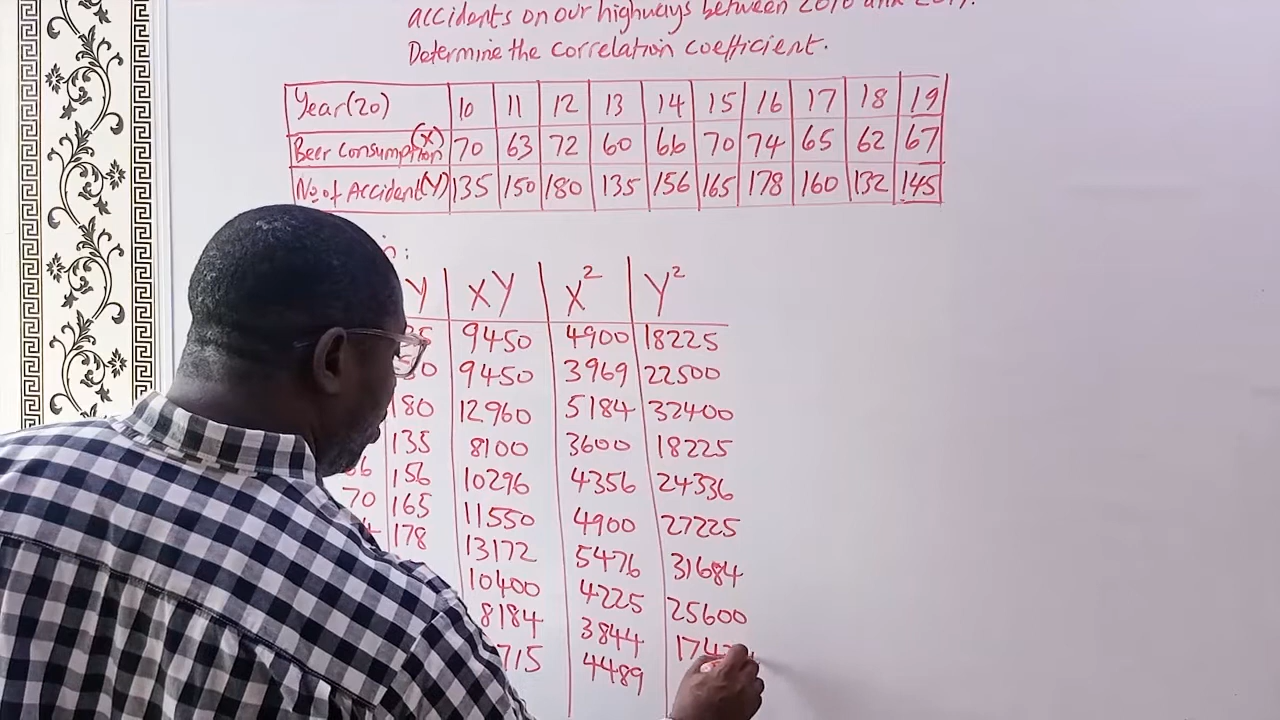 accidents on our highways between 2010 and 2019.
Determine the correlation coefficient.
Year(20) 10 11 12 13 14 15 16 17 18 19
Beer Consumption (X) 70 63 72 60 66 70 74 65 62 67
No of Accident(Y) 135 150 180 135 156 165 178 160 132 145
Y XY X² Y²
9450 4900 18225
9450 3969 22500
180 12960 5184 32400
135 8100 3600 18225
156 10296 4356 24336
70 165 11550 4900 27225
178 13172 5476 31684
10400 4225 25600
8184 3844
715 4489